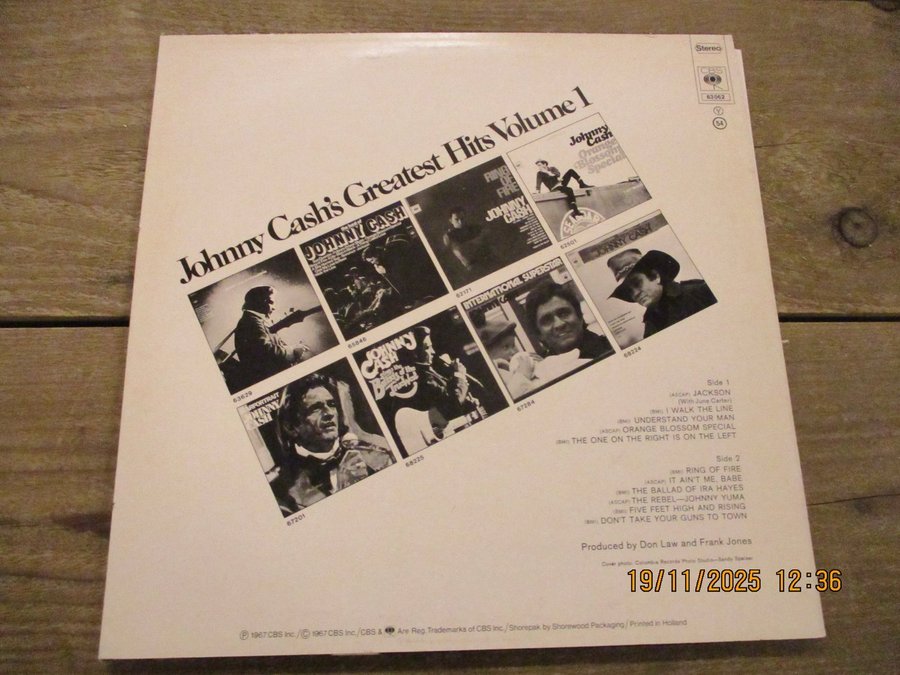 Stereo
CBS
63062
Y
54
Johnny Cash's Greatest Hits Volume 1
Johnny
Cash
Orange
Blossom
Special
RING
OF
FIRE
JOHNNY
CASH
JOHNNY CASH
62501
62171
INTERNATIONAL SUPERSTAR
JOHNNY CASH
65846
63629
JOHNNY
CASH
69234
67284
68225
67201
Side 1
(ASCAP) JACKSON
(With June Carter)
(BMI) I WALK THE LINE
(BMI) UNDERSTAND YOUR MAN
(ASCAP) ORANGE BLOSSOM SPECIAL
(BMI) THE ONE ON THE RIGHT IS ON THE LEFT
Side 2
(BMI) RING OF FIRE
(ASCAP) IT AIN'T ME, BABE
(BMI) THE BALLAD OF IRA HAYES
(ASCAP) THE REBEL—JOHNNY YUMA
(BMI) FIVE FEET HIGH AND RISING
(BMI) DON'T TAKE YOUR GUNS TO TOWN
Produced by Don Law and Frank Jones
Cover photo: Columbia Records Photo Studio—Sandy Speiser
19/11/2025 12:36
Ⓟ 1967 CBS Inc./Ⓒ 1967 CBS Inc./CBS & Are Reg. Trademarks of CBS Inc./Shorepak by Shorewood Packaging/Printed in Holland